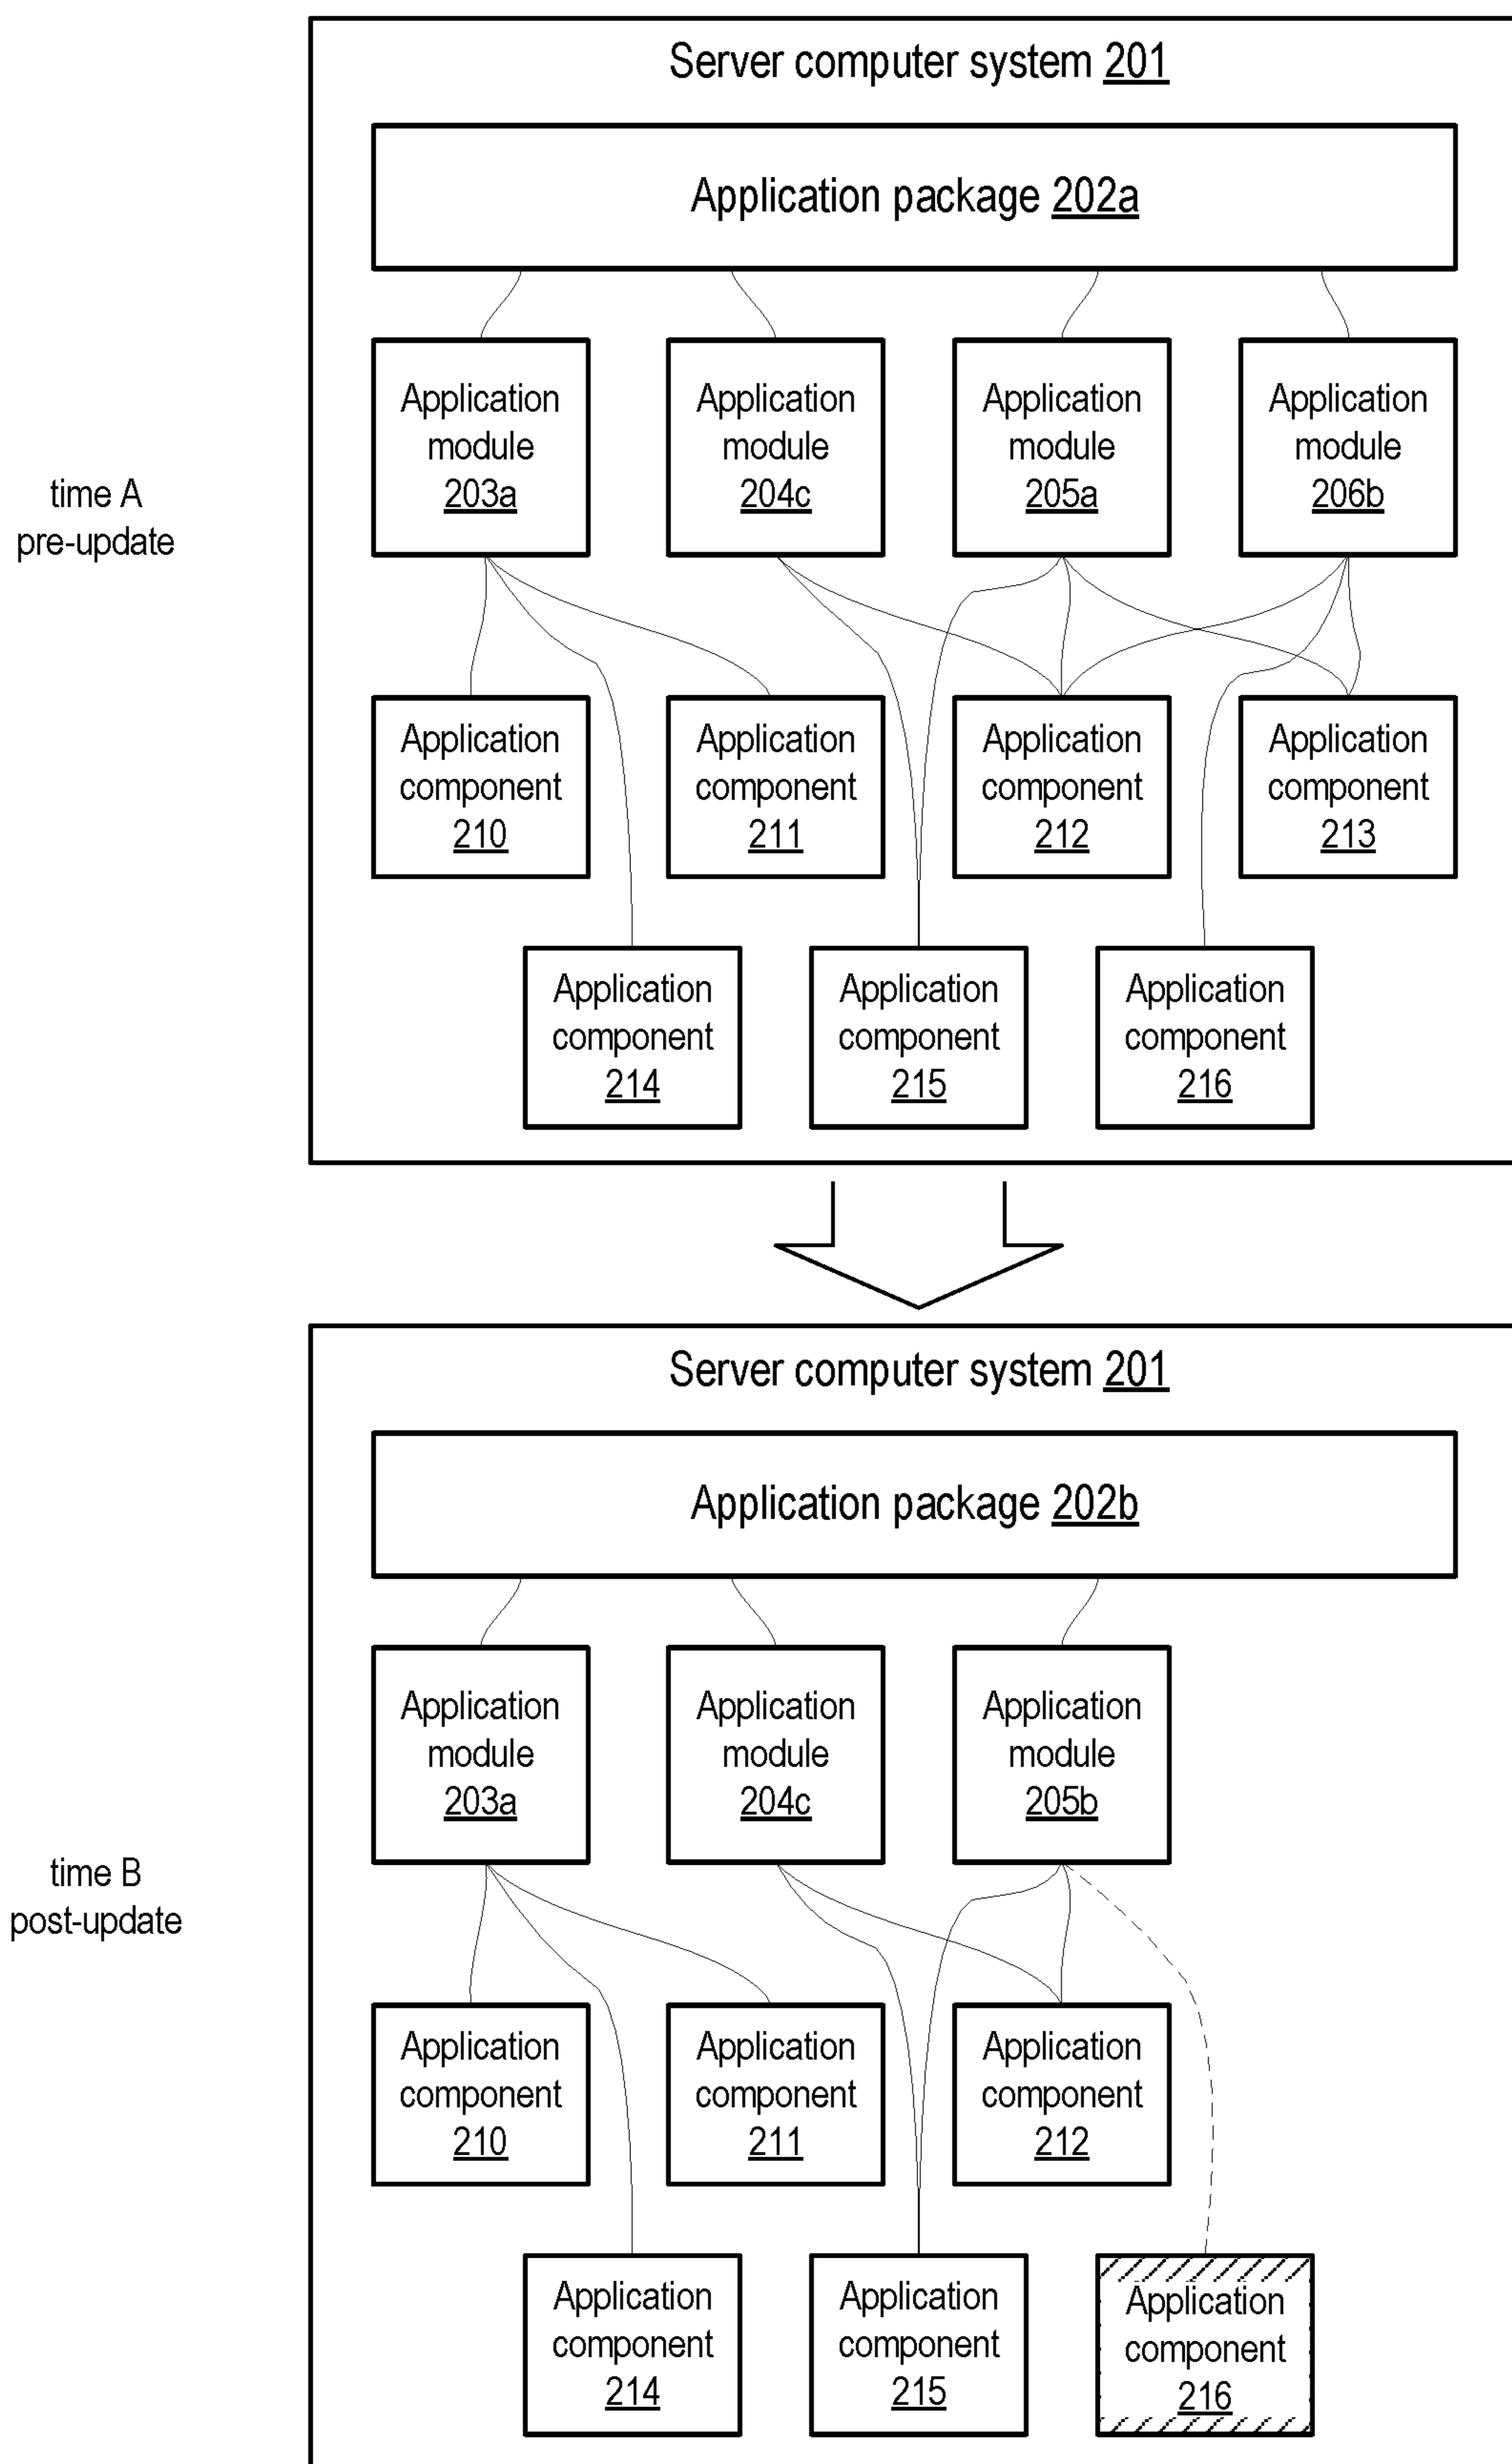 Server computer system 201
Application package 202a
Application
module
203a
Application
module
204c
Application
module
205a
Application
module
206b
time A
pre-update
Application
component
210
Application
component
211
Application
component
212
Application
component
213
Application
component
214
Application
component
215
Application
component
216
Server computer system 201
Application package 202b
Application
module
203a
Application
module
204c
Application
module
205b
time B
post-update
Application
component
210
Application
component
211
Application
component
212
Application
component
214
Application
component
215
Application
component
216